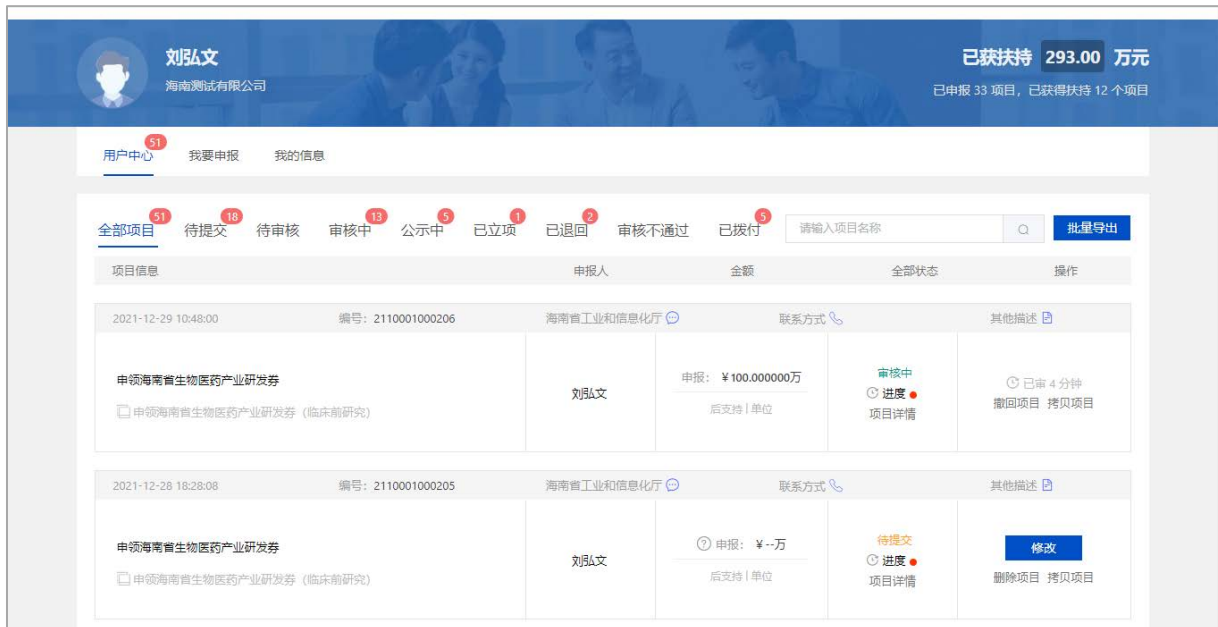 刘弘文
海南测试有限公司
已获扶持 293.00 万元
已申报 33 项目，已获得扶持 12 个项目
用户中心 51 我要申报 我的信息
全部项目 51 待提交 18 待审核 审核中 13 公示中 5 已立项 1 已退回 2 审核不通过 已拨付 5 请输入项目名称 批量导出
项目信息 申报人 金额 全部状态 操作
2021-12-29 10:48:00 编号：2110001000206 海南省工业和信息化厅 联系方式 其他描述
申领海南省生物医药产业研发券
申领海南省生物医药产业研发券（临床前研究）
刘弘文
申报：￥100.000000万
后支持 | 单位
审核中
进度
项目详情
已审 4 分钟
撤回项目 拷贝项目
2021-12-28 18:28:08 编号：2110001000205 海南省工业和信息化厅 联系方式 其他描述
申领海南省生物医药产业研发券
申领海南省生物医药产业研发券（临床前研究）
刘弘文
? 申报：￥--万
后支持 | 单位
待提交
进度
项目详情
修改
删除项目 拷贝项目